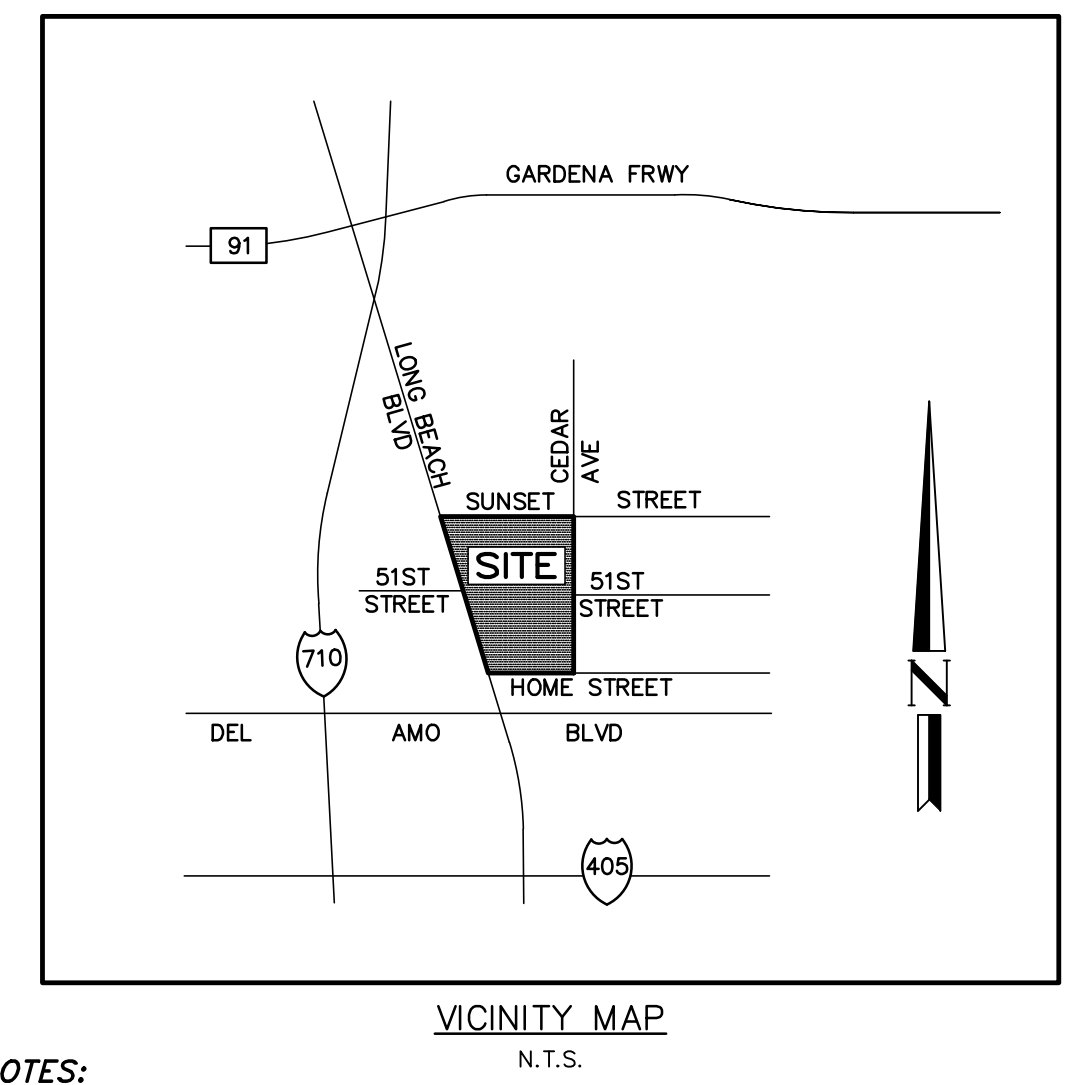 GARDENA FRWY
91
LONG BEACH
BLVD
CEDAR
AVE
SUNSET STREET
SITE
51ST
STREET
51ST
STREET
710
HOME STREET
DEL AMO BLVD
N
405
VICINITY MAP
N.T.S.
OTES: